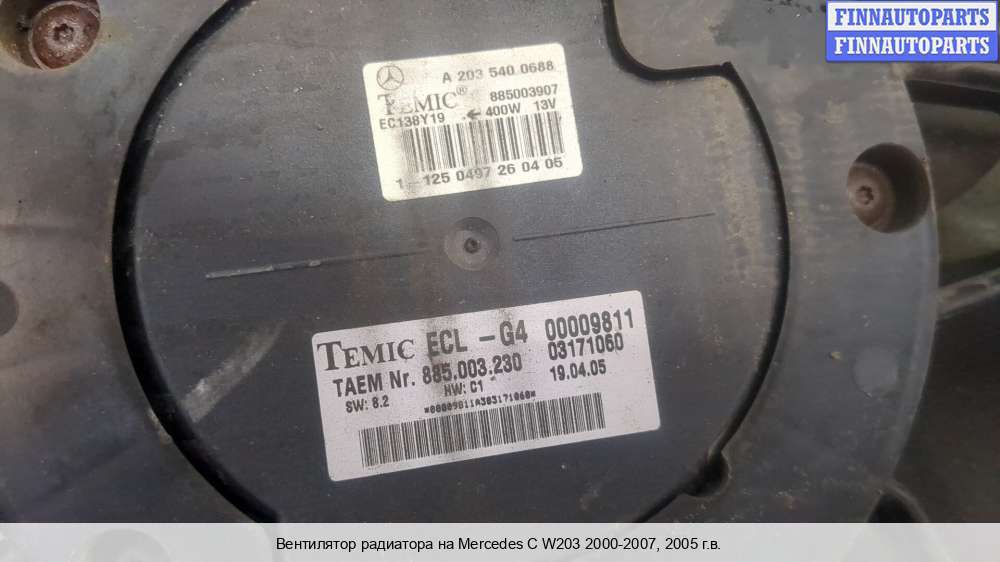 FINNAUTOPARTS
FINNAUTOPARTS
A 203 540 0688
TEMIC® 885003907
EC138Y19 ← 400W 13V
1 125 0497 26 04 05
TEMIC ECL - G4 00009811
TAEM Nr. 885.003.230 03171060
SW: 8.2 HW: C1 19.04.05
*00009811A303171060*
Вентилятор радиатора на Mercedes C W203 2000-2007, 2005 г.в.